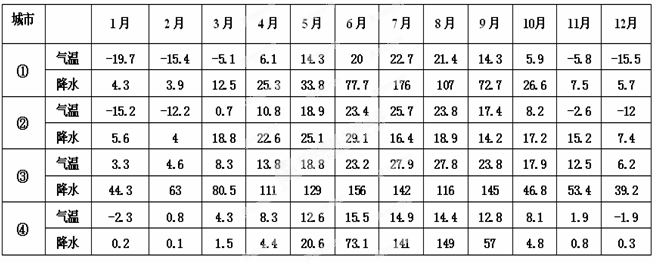 城市 1月 2月 3月 4月 5月 6月 7月 8月 9月 10月 11月 12月
① 气温 -19.7 -15.4 -5.1 6.1 14.3 20 22.7 21.4 14.3 5.9 -5.8 -15.5
降水 4.3 3.9 12.5 25.3 33.8 77.7 176 107 72.7 26.6 7.5 5.7
② 气温 -15.2 -12.2 0.7 10.8 18.9 23.4 25.7 23.8 17.4 8.2 -2.6 -12
降水 5.6 4 18.8 22.6 25.1 29.1 16.4 18.9 14.2 17.2 15.2 7.4
③ 气温 3.3 4.6 8.3 13.8 18.8 23.2 27.9 27.8 23.8 17.9 12.5 6.2
降水 44.3 63 80.5 111 129 156 142 116 145 46.8 53.4 39.2
④ 气温 -2.3 0.8 4.3 8.3 12.6 15.5 14.9 14.4 12.8 8.1 1.9 -1.9
降水 0.2 0.1 1.5 4.4 20.6 73.1 141 149 57 4.8 0.8 0.3